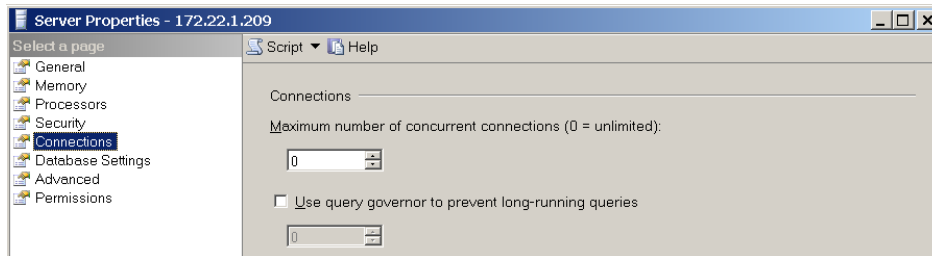 Server Properties - 172.22.1.209
Select a page
General
Memory
Processors
Security
Connections
Database Settings
Advanced
Permissions
Script Help
Connections
Maximum number of concurrent connections (0 = unlimited):
0
Use query governor to prevent long-running queries
0